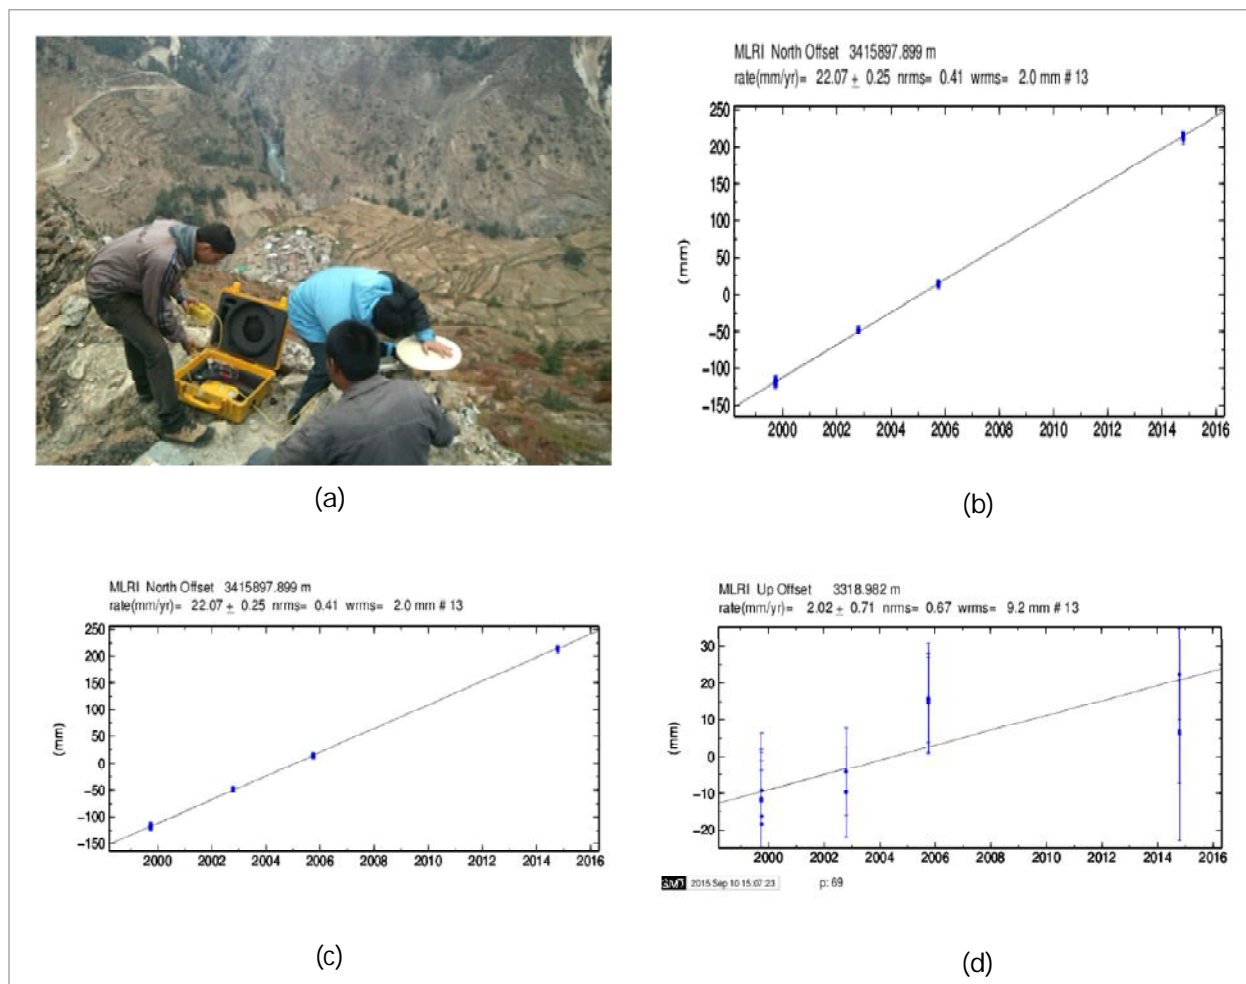 MLRI North Offset 3415897.899 m
rate(mm/yr)= 22.07 ± 0.25 nrms= 0.41 wrms= 2.0 mm # 13
250
200
150
100
50
0
−50
−100
−150
(mm)
2000 2002 2004 2006 2008 2010 2012 2014 2016
(a)
(b)
MLRI North Offset 3415897.899 m
rate(mm/yr)= 22.07 ± 0.25 nrms= 0.41 wrms= 2.0 mm # 13
250
200
150
100
50
0
−50
−100
−150
(mm)
2000 2002 2004 2006 2008 2010 2012 2014 2016
MLRI Up Offset 3318.982 m
rate(mm/yr)= 2.02 ± 0.71 nrms= 0.67 wrms= 9.2 mm # 13
30
20
10
0
−10
−20
(mm)
2000 2002 2004 2006 2008 2010 2012 2014 2016
2015 Sep 10 15:07:23 p: 69
(c)
(d)